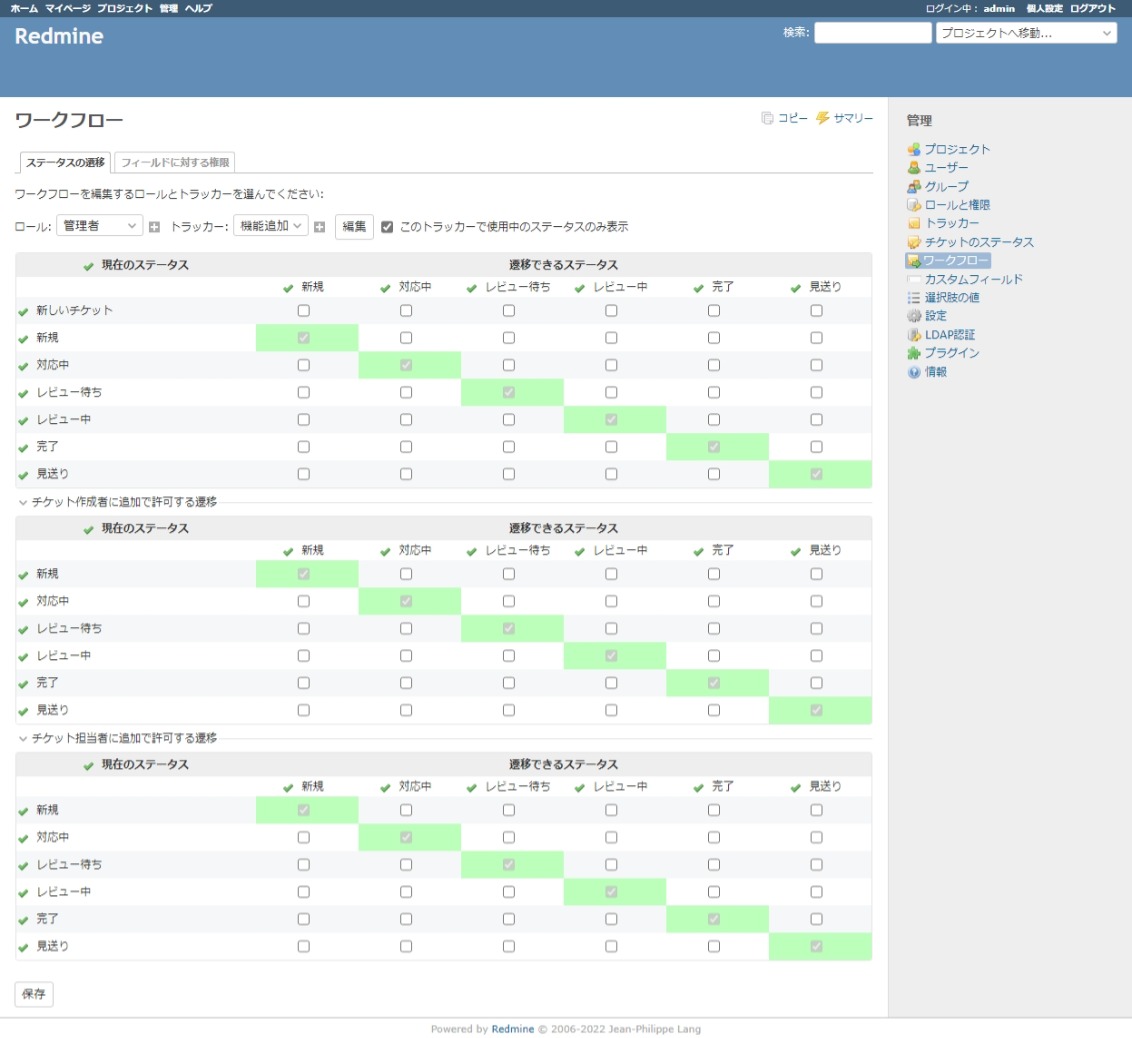 ホーム マイページ プロジェクト 管理 ヘルプ
ログイン中: admin 個人設定 ログアウト
Redmine
検索:
プロジェクトへ移動...
ワークフロー
コピー サマリー
ステータスの遷移 フィールドに対する権限
ワークフローを編集するロールとトラッカーを選んでください:
ロール: 管理者 トラッカー: 機能追加 編集 このトラッカーで使用中のステータスのみ表示
現在のステータス 遷移できるステータス
新規 対応中 レビュー待ち レビュー中 完了 見送り
新しいチケット
新規
対応中
レビュー待ち
レビュー中
完了
見送り
チケット作成者に追加で許可する遷移
現在のステータス 遷移できるステータス
新規 対応中 レビュー待ち レビュー中 完了 見送り
新規
対応中
レビュー待ち
レビュー中
完了
見送り
チケット担当者に追加で許可する遷移
現在のステータス 遷移できるステータス
新規 対応中 レビュー待ち レビュー中 完了 見送り
新規
対応中
レビュー待ち
レビュー中
完了
見送り
保存
管理
プロジェクト
ユーザー
グループ
ロールと権限
トラッカー
チケットのステータス
ワークフロー
カスタムフィールド
選択肢の値
設定
LDAP認証
プラグイン
情報
Powered by Redmine © 2006-2022 Jean-Philippe Lang